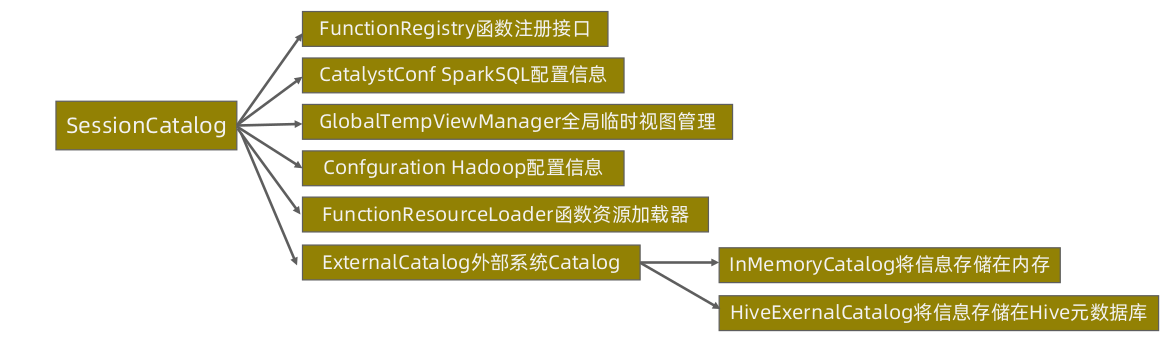 FunctionRegistry函数注册接口
CatalystConf SparkSQL配置信息
SessionCatalog
GlobalTempViewManager全局临时视图管理
Confguration Hadoop配置信息
FunctionResourceLoader函数资源加载器
ExternalCatalog外部系统Catalog
InMemoryCatalog将信息存储在内存
HiveExernalCatalog将信息存储在Hive元数据库